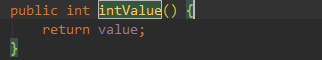 public int intValue() {
return value;
}